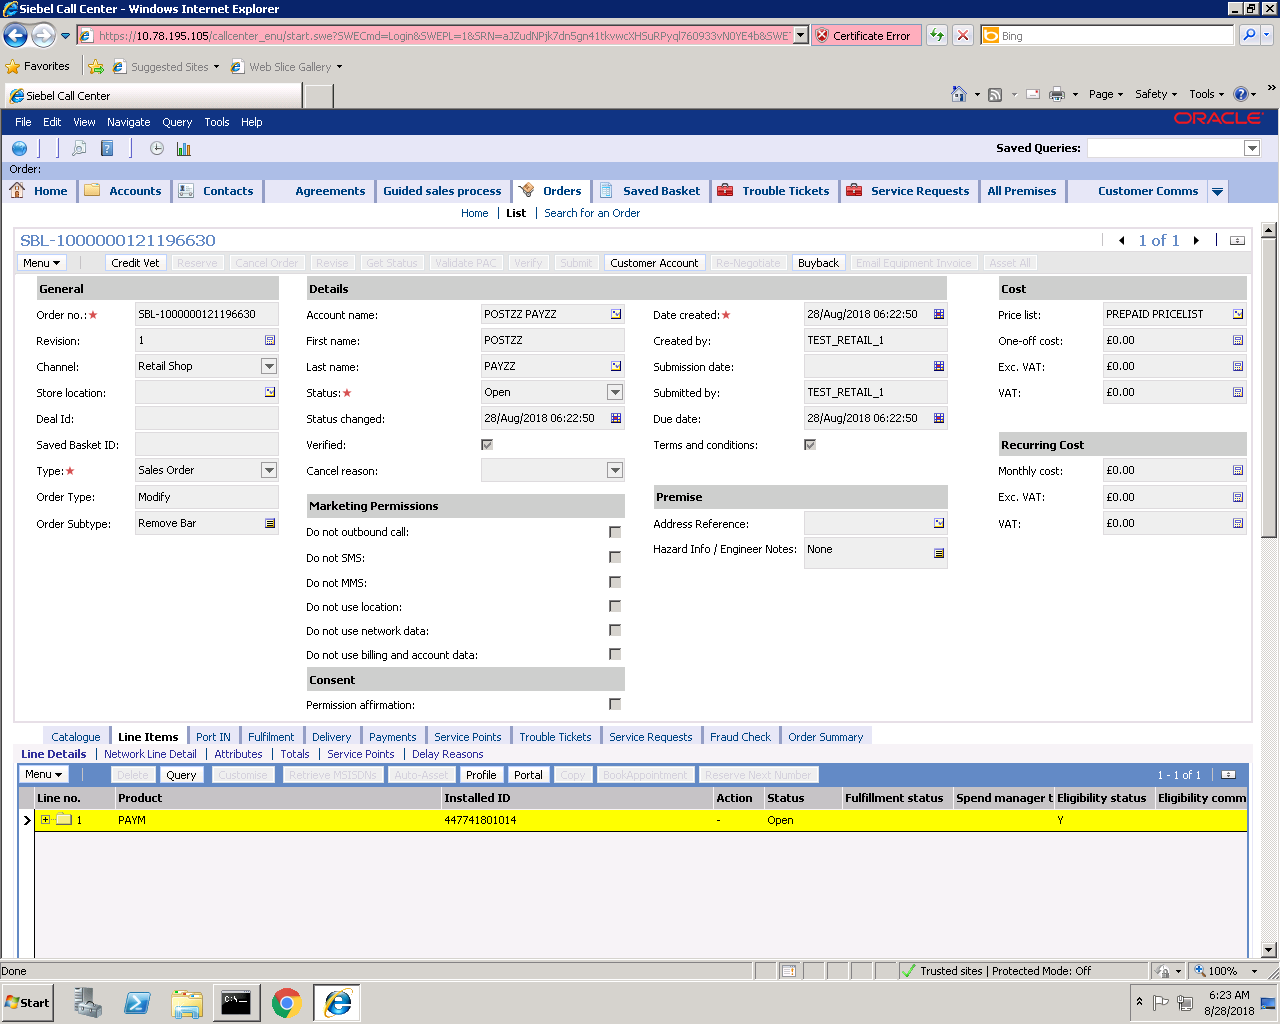 Siebel Call Center - Windows Internet Explorer
https://10.78.195.105/callcenter_enu/start.swe?SWECmd=Login&SWEPL=1&SRN= Certificate Error Bing
Favorites Suggested Sites Web Slice Gallery
Siebel Call Center Page Safety Tools
File Edit View Navigate Query Tools Help ORACLE
Saved Queries:
Order:
Home Accounts Contacts Agreements Guided sales process Orders Saved Basket Trouble Tickets Service Requests All Premises Customer Comms
Home List Search for an Order
SBL-1000000121196630 1 of 1
Menu Credit Vet Reserve Cancel Order Revise Get Status Validate PAC Verify Submit Customer Account Re-Negotiate Buyback Email Equipment Invoice Asset All
General Details Cost
Order no.:★ SBL-1000000121196630 Account name: POSTZZ PAYZZ Date created:★ 28/Aug/2018 06:22:50 Price list: PREPAID PRICELIST
Revision: 1 First name: POSTZZ Created by: TEST_RETAIL_1 One-off cost: £0.00
Channel: Retail Shop Last name: PAYZZ Submission date: Exc. VAT: £0.00
Store location: Status:★ Open Submitted by: TEST_RETAIL_1 VAT: £0.00
Deal Id: Status changed: 28/Aug/2018 06:22:50 Due date: 28/Aug/2018 06:22:50
Saved Basket ID: Verified: Terms and conditions: Recurring Cost
Type:★ Sales Order Cancel reason: Monthly cost: £0.00
Order Type: Modify Marketing Permissions Premise Exc. VAT: £0.00
Order Subtype: Remove Bar Do not outbound call: Address Reference: VAT: £0.00
Do not SMS: Hazard Info / Engineer Notes: None
Do not MMS:
Do not use location:
Do not use network data:
Do not use billing and account data:
Consent
Permission affirmation:
Catalogue Line Items Port IN Fulfilment Delivery Payments Service Points Trouble Tickets Service Requests Fraud Check Order Summary
Line Details Network Line Detail Attributes Totals Service Points Delay Reasons
Menu Delete Query Customise Retrieve MSISDNs Auto-Asset Profile Portal Copy BookAppointment Reserve Next Number 1 - 1 of 1
Line no. Product Installed ID Action Status Fulfillment status Spend manager t Eligibility status Eligibility comm
1 PAYM 447741801014 - Open Y
Done Trusted sites | Protected Mode: Off 100%
Start 6:23 AM
8/28/2018